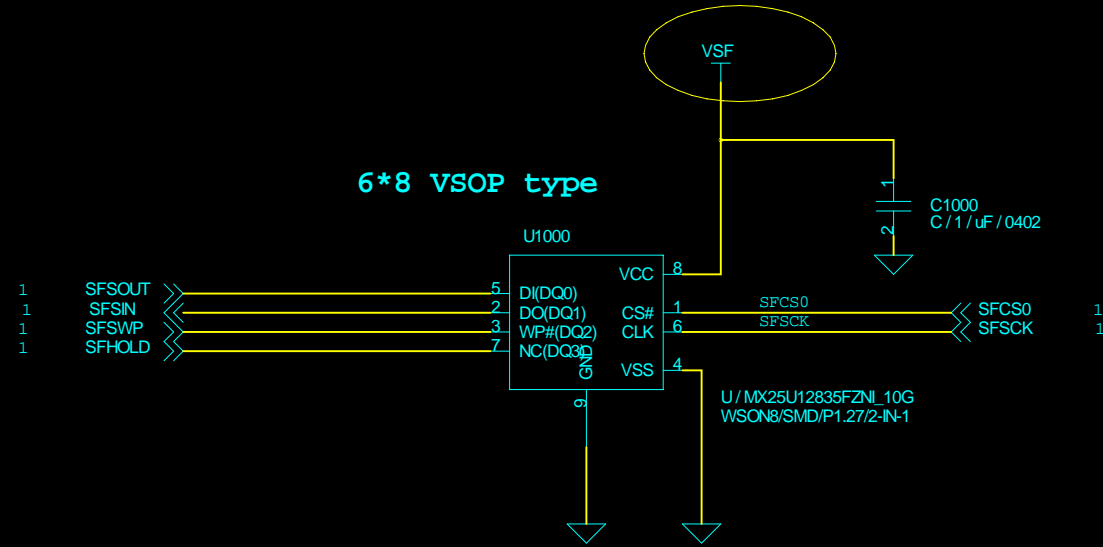 VSF
6*8 VSOP type
1
C1000
2
C / 1 / uF / 0402
U1000
VCC 8
1 SFSOUT 5 DI(DQ0)
1 SFSIN 2 DO(DQ1) CS# 1 SFCS0 SFCS0 1
1 SFSWP 3 WP#(DQ2) CLK 6 SFSCK SFSCK 1
1 SFHOLD 7 NC(DQ3)
GND
VSS 4
9
U / MX25U12835FZNI_10G
WSON8/SMD/P1.27/2-IN-1